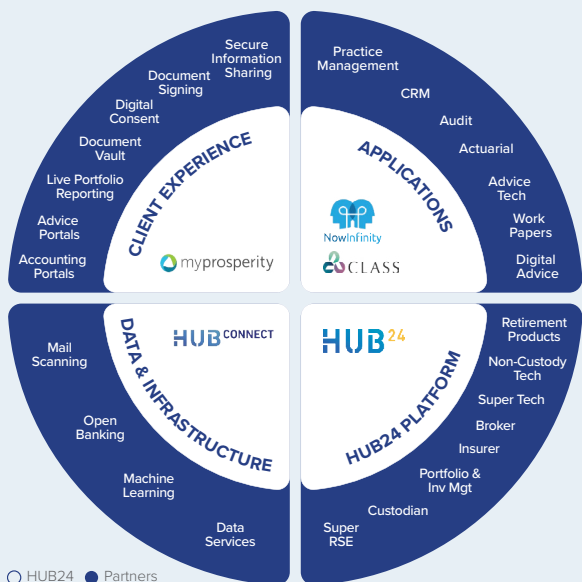 Secure
Information
Sharing
Document
Signing
Digital
Consent
Document
Vault
Live Portfolio
Reporting
Advice
Portals
Accounting
Portals
CLIENT EXPERIENCE
myprosperity
Practice
Management
CRM
Audit
Actuarial
Advice
Tech
Work
Papers
Digital
Advice
APPLICATIONS
NowInfinity
CLASS
Mail
Scanning
Open
Banking
Machine
Learning
Data
Services
DATA & INFRASTRUCTURE
HUB CONNECT
HUB24
HUB24 PLATFORM
Retirement
Products
Non-Custody
Tech
Super Tech
Broker
Insurer
Portfolio &
Inv Mgt
Custodian
Super
RSE
HUB24 Partners